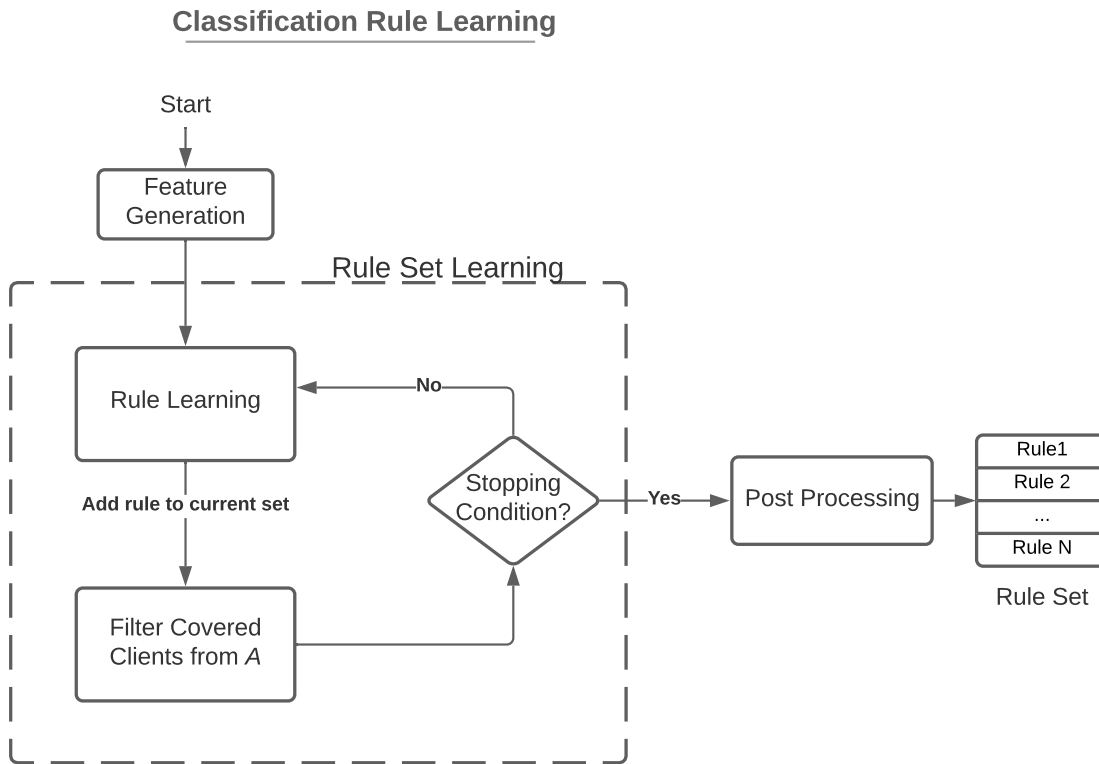 Classification Rule Learning
Start
Feature
Generation
Rule Set Learning
Rule Learning
No
Add rule to current set
Stopping
Condition?
Yes
Post Processing
Rule1
Rule 2
...
Rule N
Rule Set
Filter Covered
Clients from A